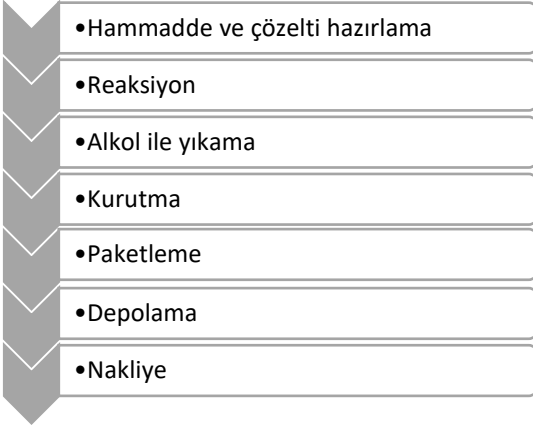 •Hammadde ve çözelti hazırlama
•Reaksiyon
•Alkol ile yıkama
•Kurutma
•Paketleme
•Depolama
•Nakliye